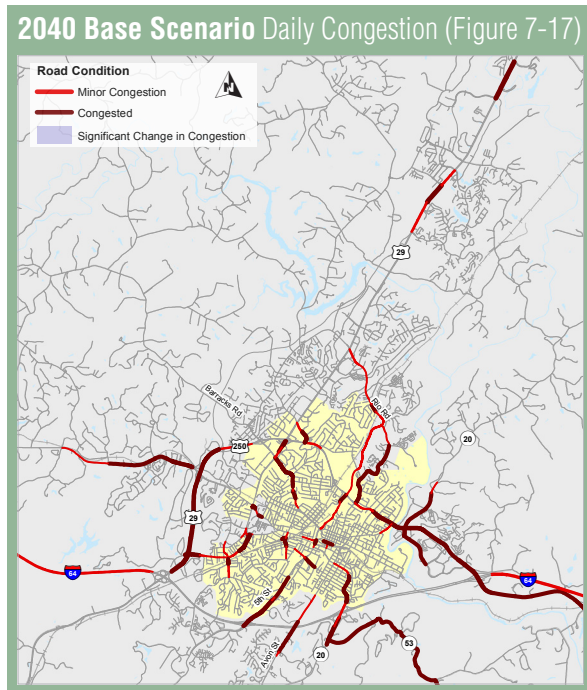 2040 Base Scenario Daily Congestion (Figure 7-17)
Road Condition
N
Minor Congestion
Congested
Significant Change in Congestion
29
Barracks Rd
Rio Rd
20
250
29
64
64
5th St
Avon St
20
53